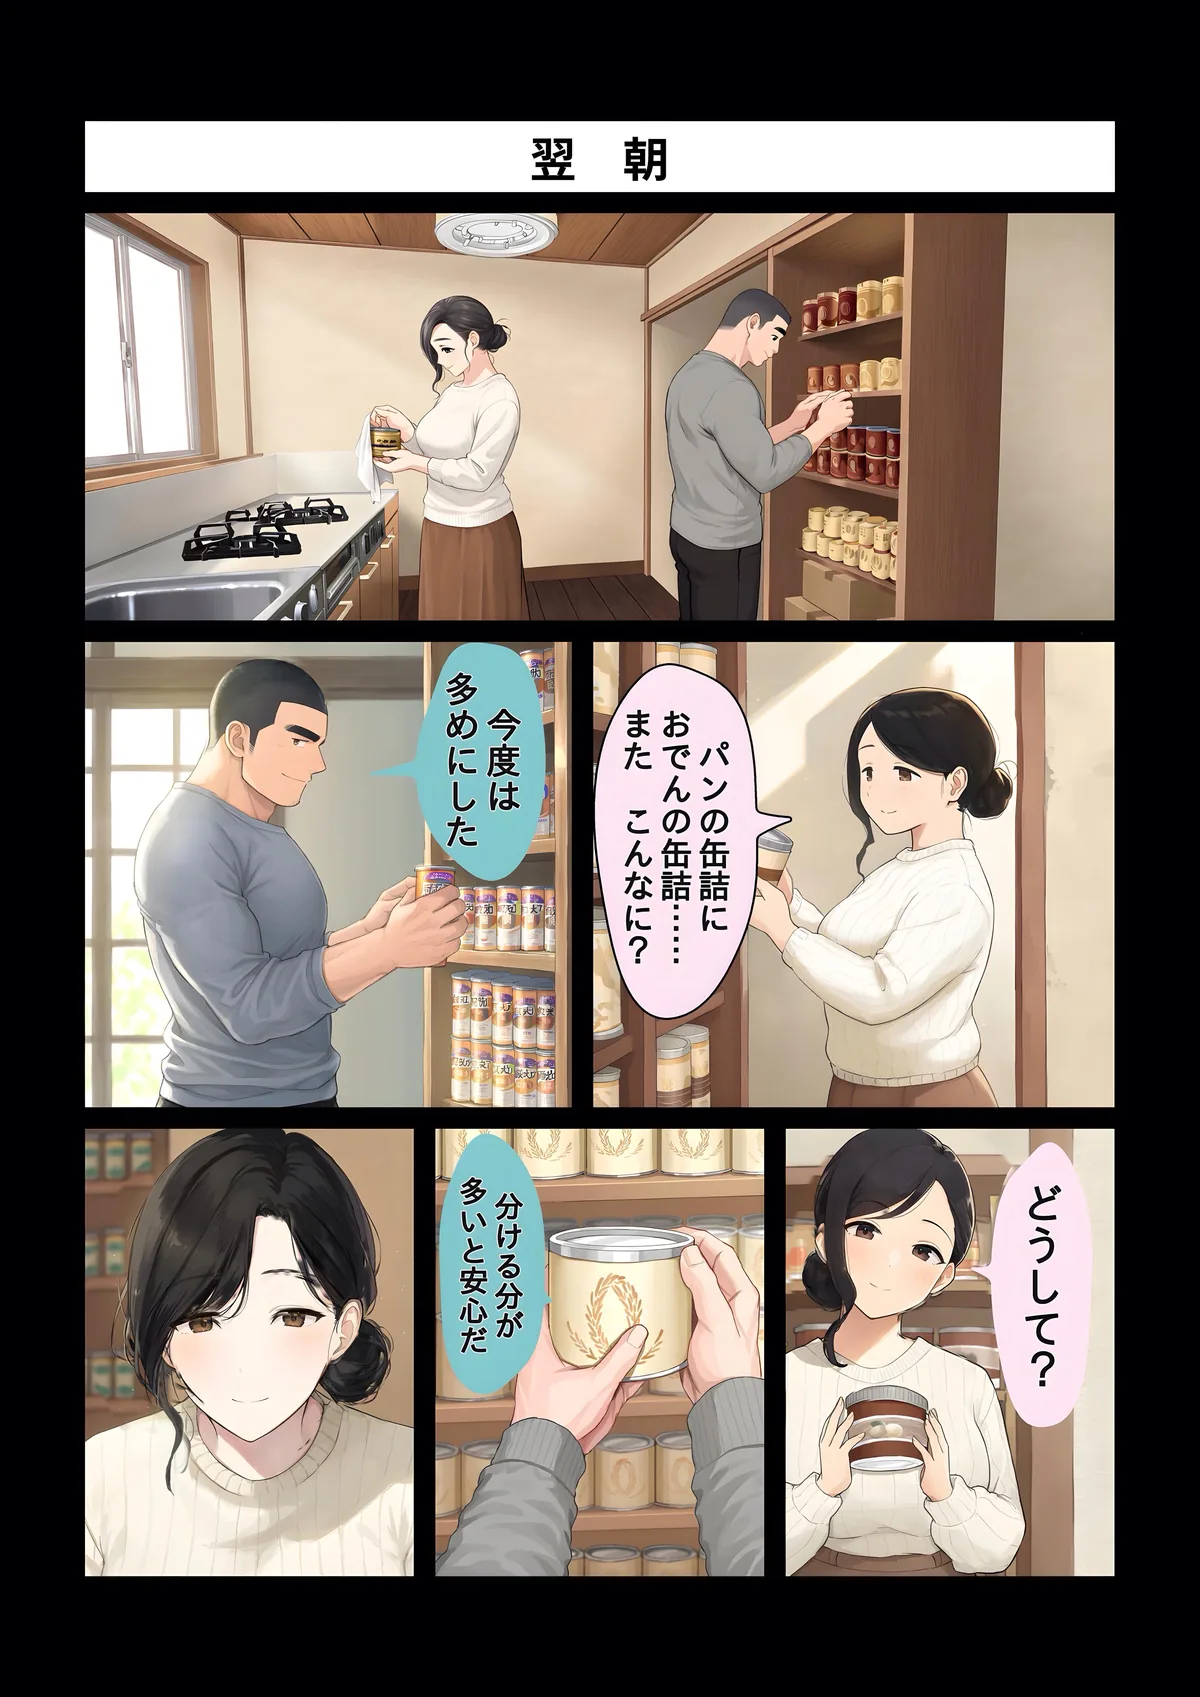 翌 朝
パンの缶詰に
おでんの缶詰……
また こんなに？
今度は
多めにした
どうして？
分ける分が
多いと安心だ